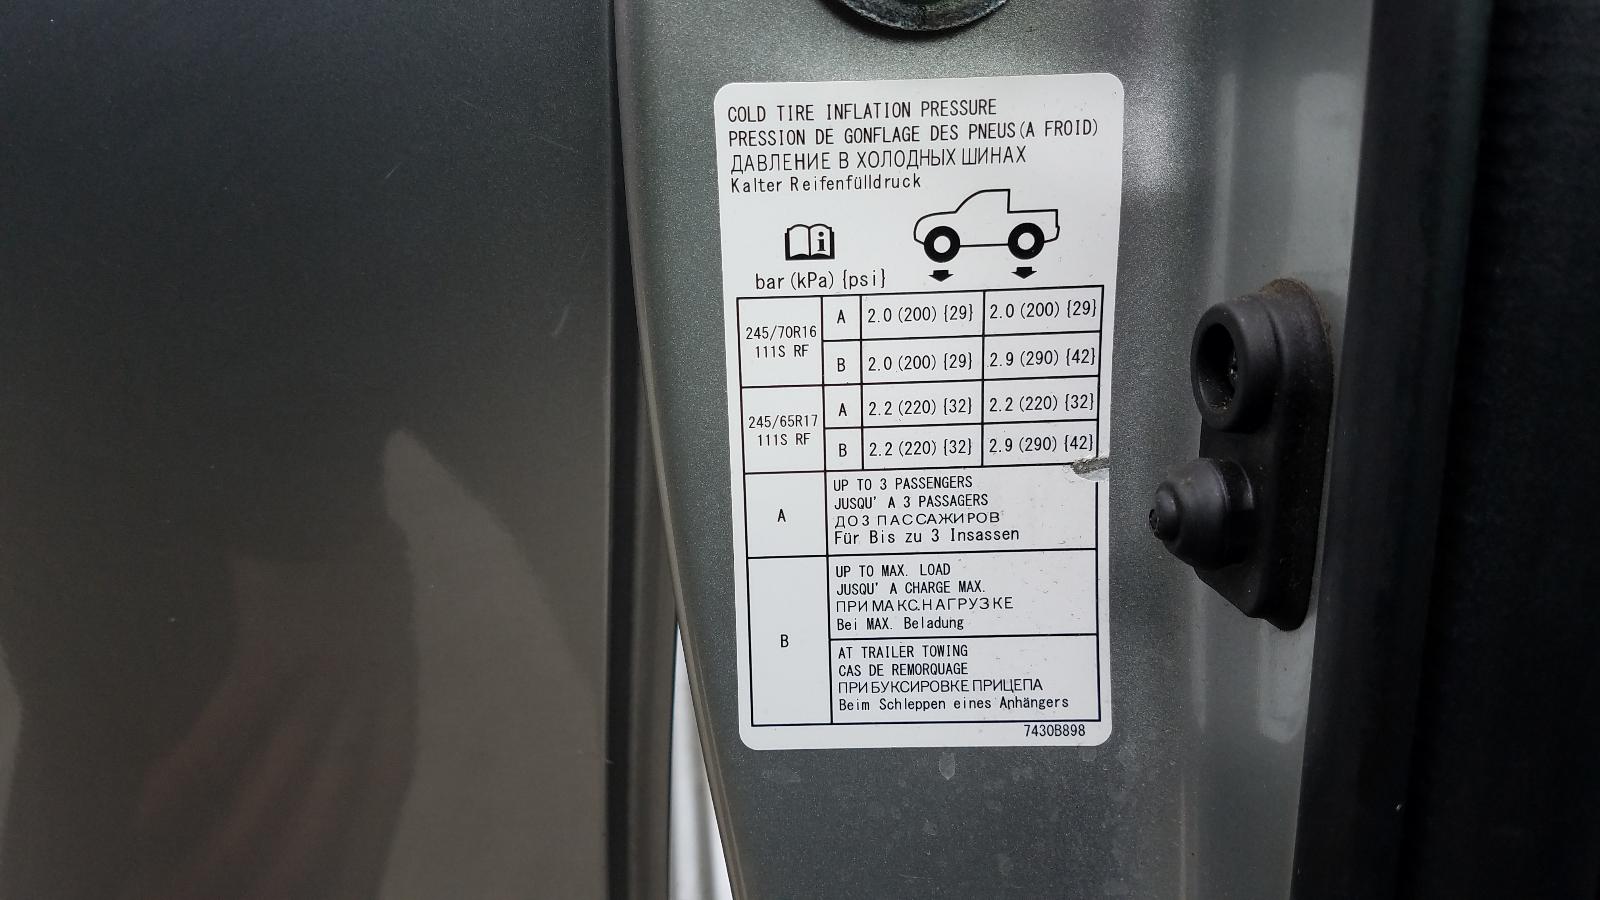 COLD TIRE INFLATION PRESSURE
PRESSION DE GONFLAGE DES PNEUS (A FROID)
ДАВЛЕНИЕ В ХОЛОДНЫХ ШИНАХ
Kalter Reifenfülldruck
bar (kPa) {psi}
245/70R16 111S RF
A 2.0 (200) {29} 2.0 (200) {29}
B 2.0 (200) {29} 2.9 (290) {42}
245/65R17 111S RF
A 2.2 (220) {32} 2.2 (220) {32}
B 2.2 (220) {32} 2.9 (290) {42}
A
UP TO 3 PASSENGERS
JUSQU' A 3 PASSAGERS
ДО 3 ПАССАЖИРОВ
Für Bis zu 3 Insassen
B
UP TO MAX. LOAD
JUSQU' A CHARGE MAX.
ПРИ МАКС.НАГРУЗКЕ
Bei MAX. Beladung
AT TRAILER TOWING
CAS DE REMORQUAGE
ПРИ БУКСИРОВКЕ ПРИЦЕПА
Beim Schleppen eines Anhängers
7430B898